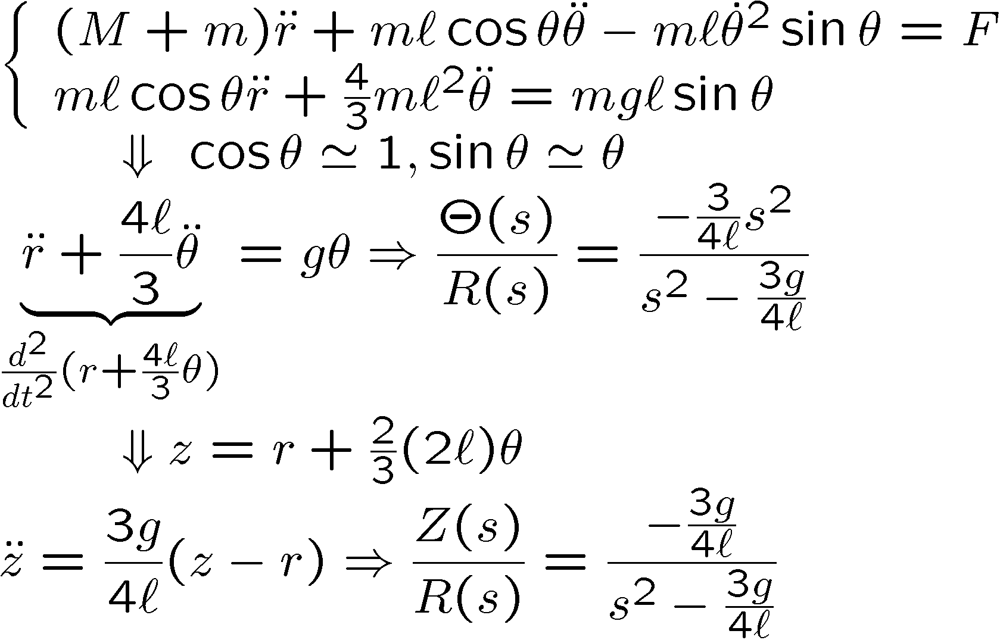 (M + m)r̈ + mℓ cos θθ̈ − mℓθ̇² sin θ = F
mℓ cos θr̈ + 4/3 mℓ²θ̈ = mgℓ sin θ
⇓ cos θ ≃ 1, sin θ ≃ θ
r̈ + 4ℓ/3 θ̈ = gθ ⇒ Θ(s)/R(s) = (−3/(4ℓ) s²)/(s² − 3g/(4ℓ))
d²/dt² (r + 4ℓ/3 θ)
⇓ z = r + 2/3 (2ℓ)θ
z̈ = 3g/4ℓ (z − r) ⇒ Z(s)/R(s) = (−3g/(4ℓ))/(s² − 3g/(4ℓ))